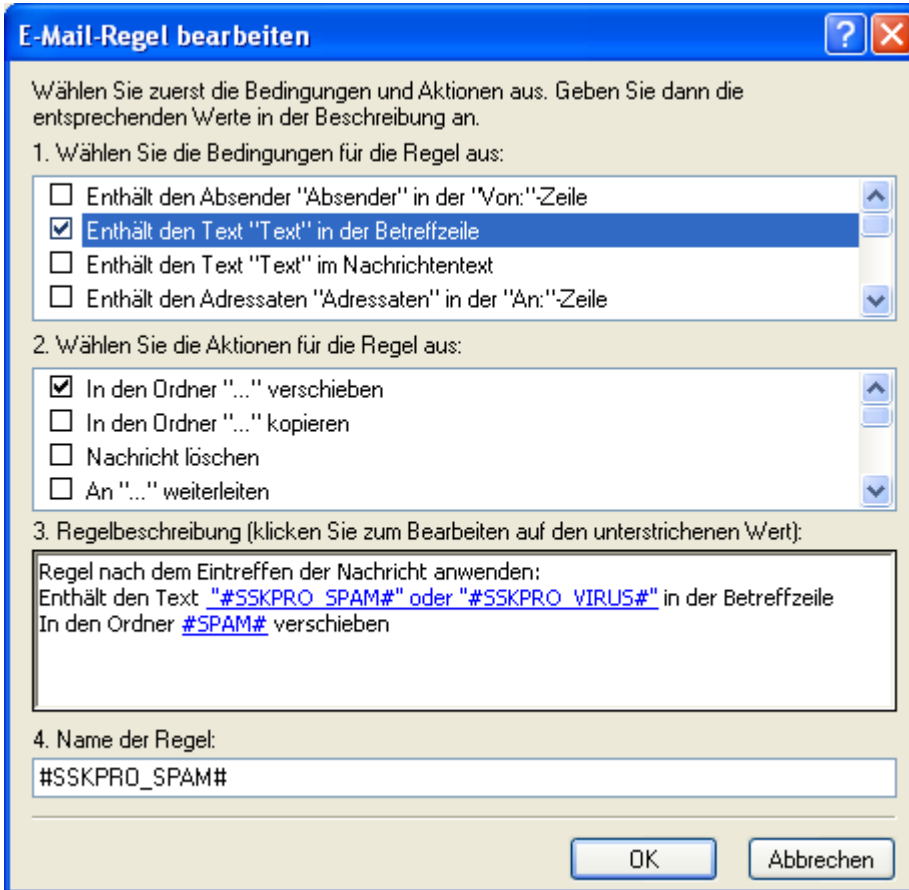 E-Mail-Regel bearbeiten
Wählen Sie zuerst die Bedingungen und Aktionen aus. Geben Sie dann die
entsprechenden Werte in der Beschreibung an.
1. Wählen Sie die Bedingungen für die Regel aus:
Enthält den Absender "Absender" in der "Von:"-Zeile
Enthält den Text "Text" in der Betreffzeile
Enthält den Text "Text" im Nachrichtentext
Enthält den Adressaten "Adressaten" in der "An:"-Zeile
2. Wählen Sie die Aktionen für die Regel aus:
In den Ordner "..." verschieben
In den Ordner "..." kopieren
Nachricht löschen
An "..." weiterleiten
3. Regelbeschreibung (klicken Sie zum Bearbeiten auf den unterstrichenen Wert):
Regel nach dem Eintreffen der Nachricht anwenden:
Enthält den Text "#SSKPRO_SPAM#" oder "#SSKPRO_VIRUS#" in der Betreffzeile
In den Ordner #SPAM# verschieben
4. Name der Regel:
#SSKPRO_SPAM#
OK Abbrechen